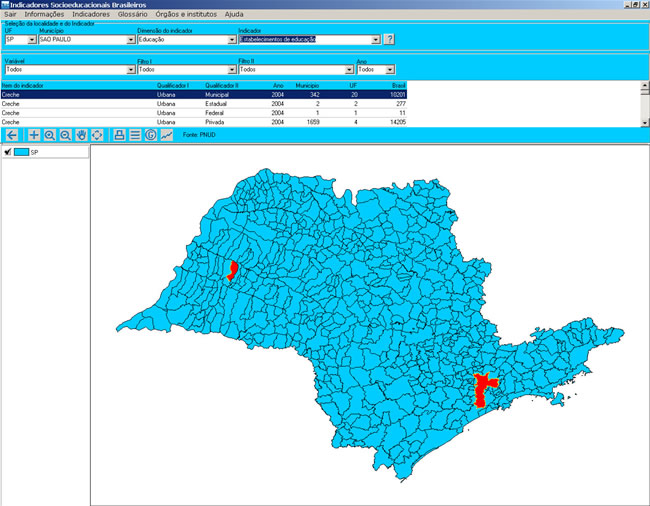 Indicadores Socioeducacionais Brasileiros
Sair Informações Indicadores Glossário Órgãos e institutos Ajuda
Seleção da localidade e do Indicador
UF Município Dimensão do indicador Indicador
SP SAO PAULO Educação Estabelecimentos de educação ?
Variável Filtro I Filtro II Ano
Todos Todos Todos Todos
Item do indicador Qualificador I Qualificador II Ano Município UF Brasil
Creche Urbana Municipal 2004 342 20 10201
Creche Urbana Estadual 2004 2 2 277
Creche Urbana Federal 2004 1 1 11
Creche Urbana Privada 2004 1659 4 14205
Fonte: PNUD
SP